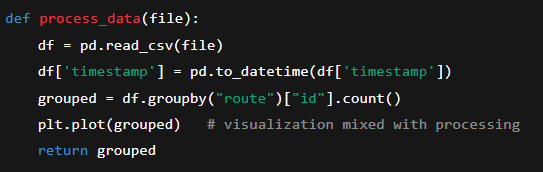 def process_data(file):
    df = pd.read_csv(file)
    df['timestamp'] = pd.to_datetime(df['timestamp'])
    grouped = df.groupby("route")["id"].count()
    plt.plot(grouped)   # visualization mixed with processing
    return grouped